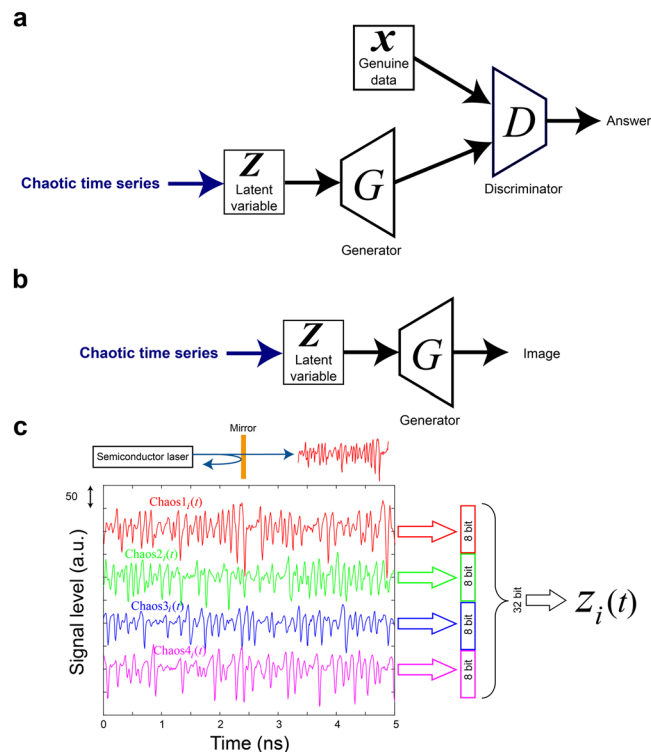 a
x
Genuine
data
D
Answer
Discriminator
Chaotic time series
z
Latent
variable
G
Generator
b
Chaotic time series
z
Latent
variable
G
Image
Generator
c
Mirror
Semiconductor laser
50
Signal level (a.u.)
Chaos1ᵢ(t)
Chaos2ᵢ(t)
Chaos3ᵢ(t)
Chaos4ᵢ(t)
8 bit
8 bit
8 bit
8 bit
32 bit
zᵢ(t)
0 1 2 3 4 5
Time (ns)